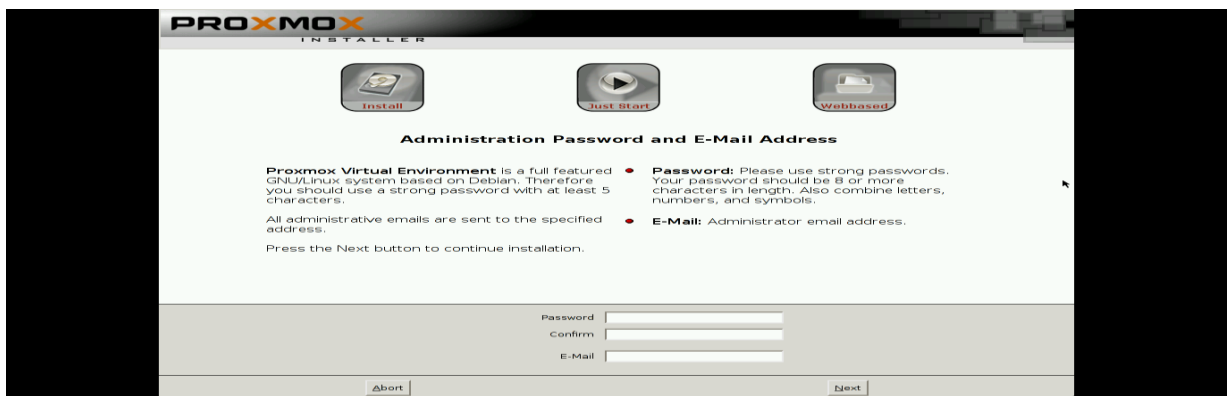 PROXMOX
INSTALLER
Install
Just Start
Webbased
Administration Password and E-Mail Address
Proxmox Virtual Environment is a full featured
GNU/Linux system based on Debian. Therefore
you should use a strong password with at least 5
characters.
All administrative emails are sent to the specified
address.
Press the Next button to continue installation.
Password: Please use strong passwords.
Your password should be 8 or more
characters in length. Also combine letters,
numbers, and symbols.
E-Mail: Administrator email address.
Password
Confirm
E-Mail
Abort
Next